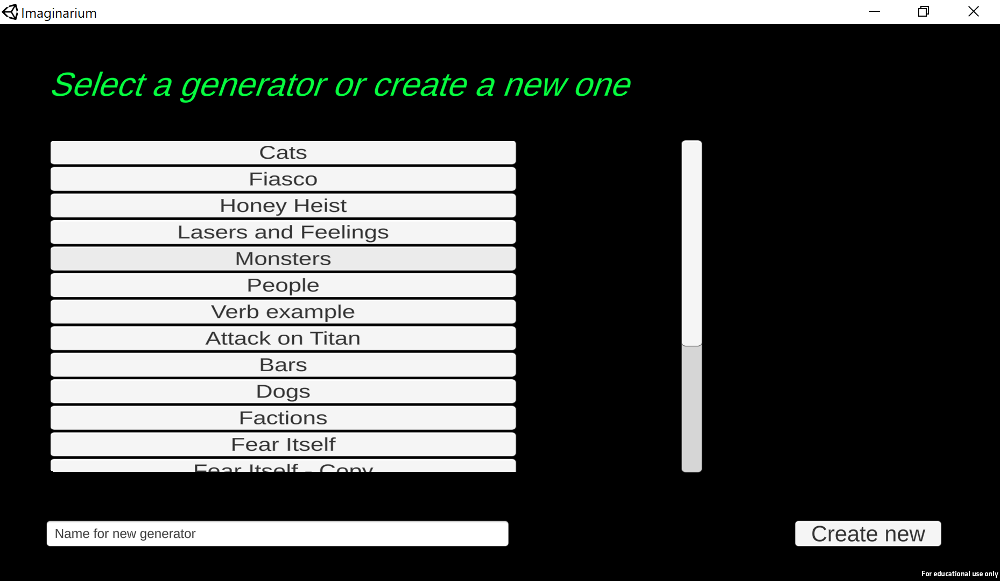 Imaginarium
Select a generator or create a new one
Cats
Fiasco
Honey Heist
Lasers and Feelings
Monsters
People
Verb example
Attack on Titan
Bars
Dogs
Factions
Fear Itself
Fear Itself - Copy
Name for new generator
Create new
For educational use only